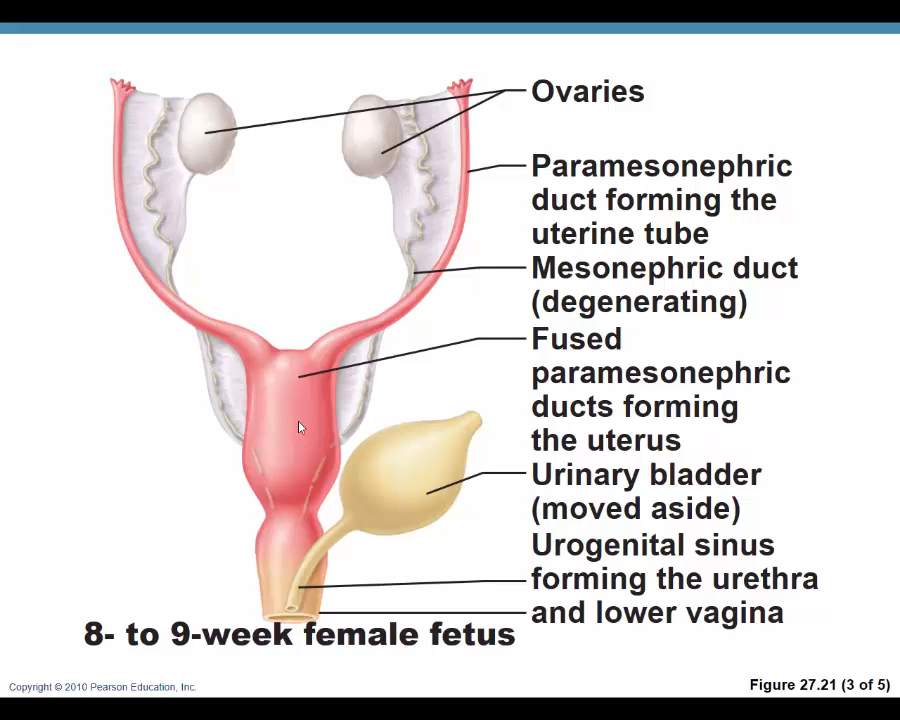 Ovaries
Paramesonephric
duct forming the
uterine tube
Mesonephric duct
(degenerating)
Fused
paramesonephric
ducts forming
the uterus
Urinary bladder
(moved aside)
Urogenital sinus
forming the urethra
and lower vagina
8- to 9-week female fetus
Copyright © 2010 Pearson Education, Inc.
Figure 27.21 (3 of 5)